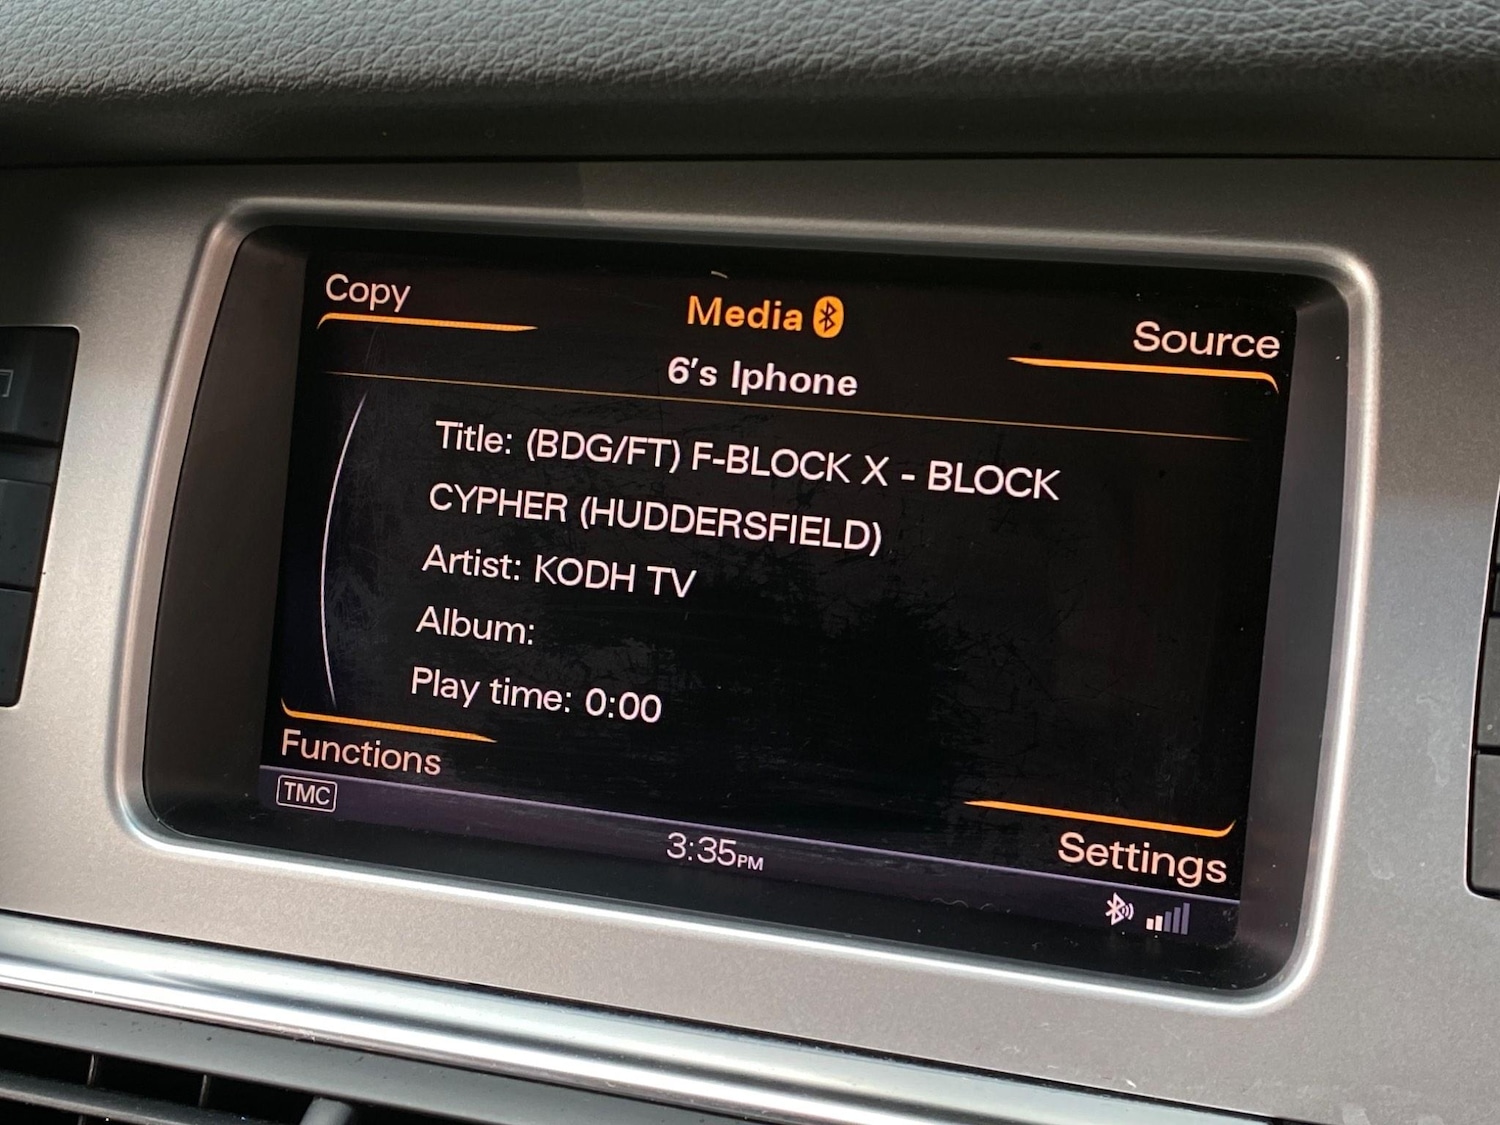 Copy
Media
Source
6's Iphone
Title: (BDG/FT) F-BLOCK X - BLOCK
CYPHER (HUDDERSFIELD)
Artist: KODH TV
Album:
Play time: 0:00
Functions
Settings
TMC
3:35PM